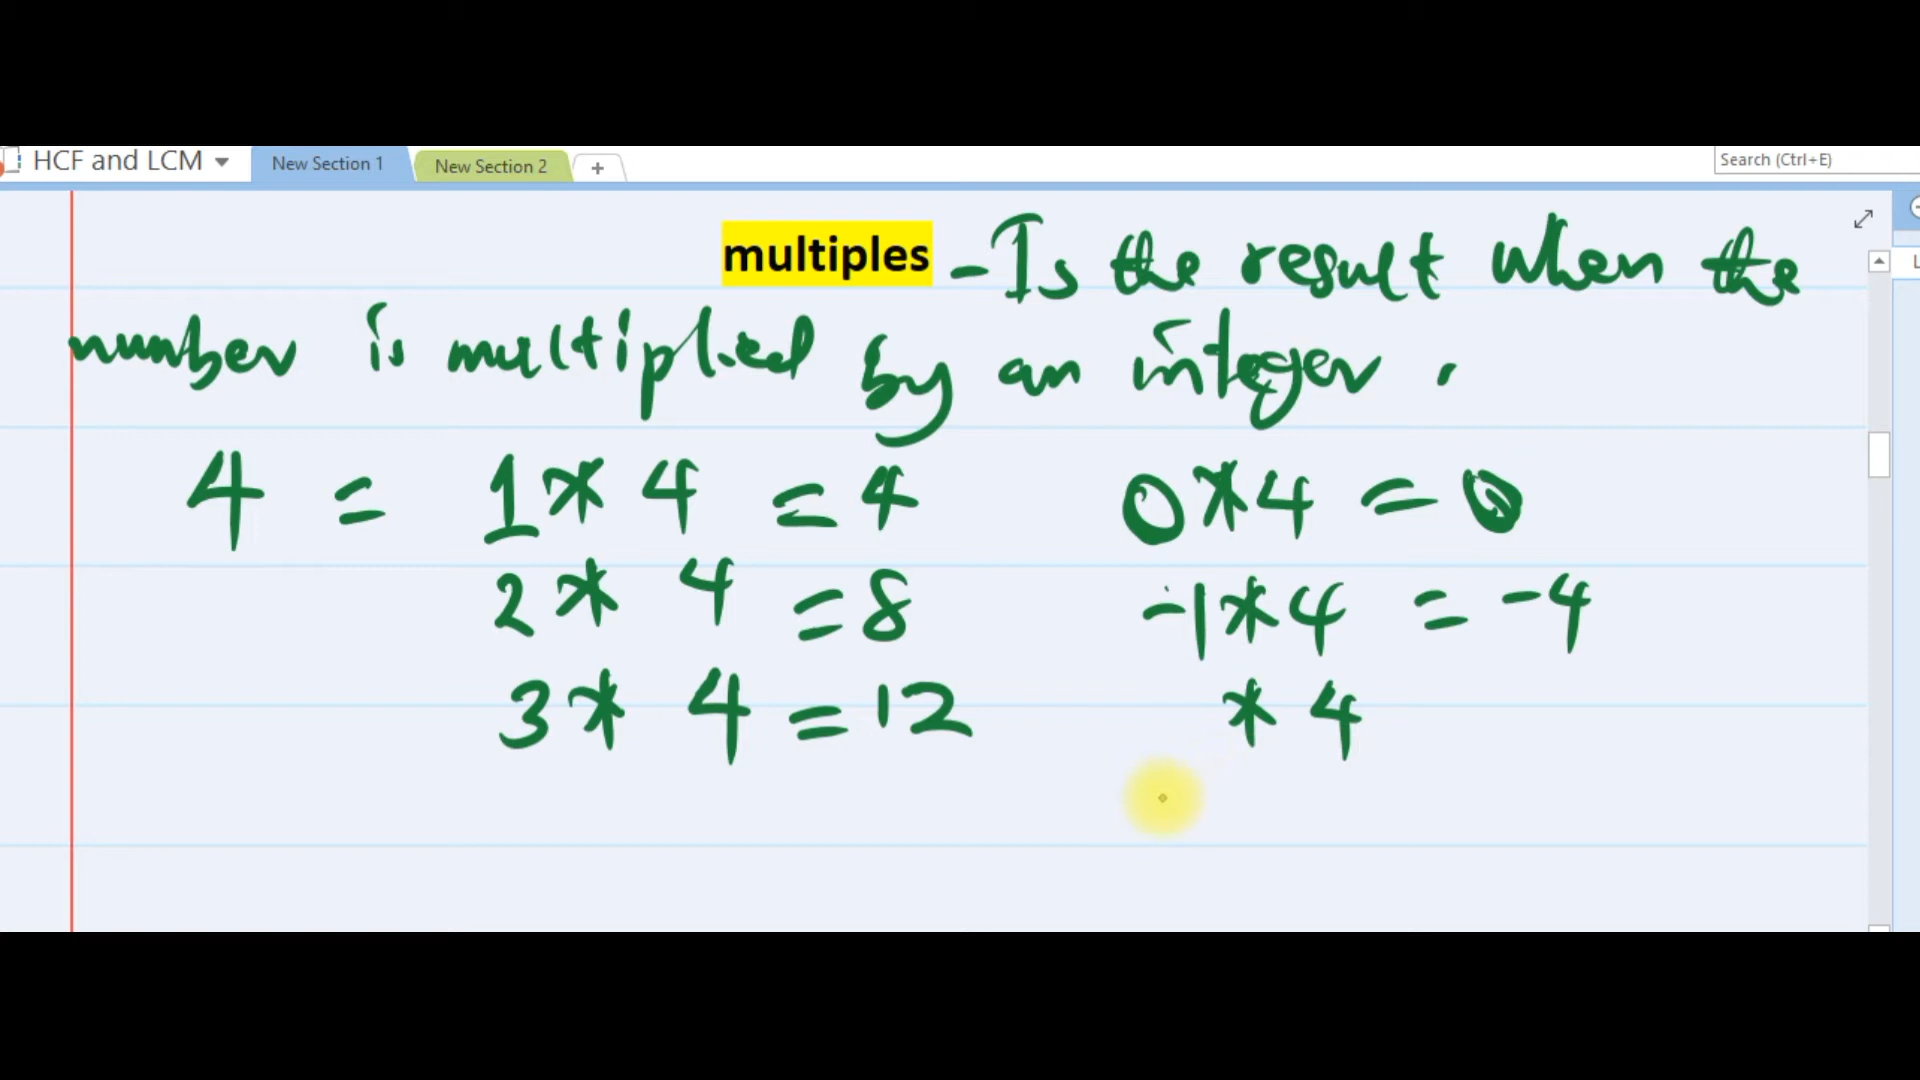 HCF and LCM New Section 1 New Section 2 + Search (Ctrl+E)
multiples - Is the result when the
number is multiplied by an integer.
4 = 1 * 4 = 4 0 * 4 = 0
2 * 4 = 8 -1 * 4 = -4
3 * 4 = 12 * 4